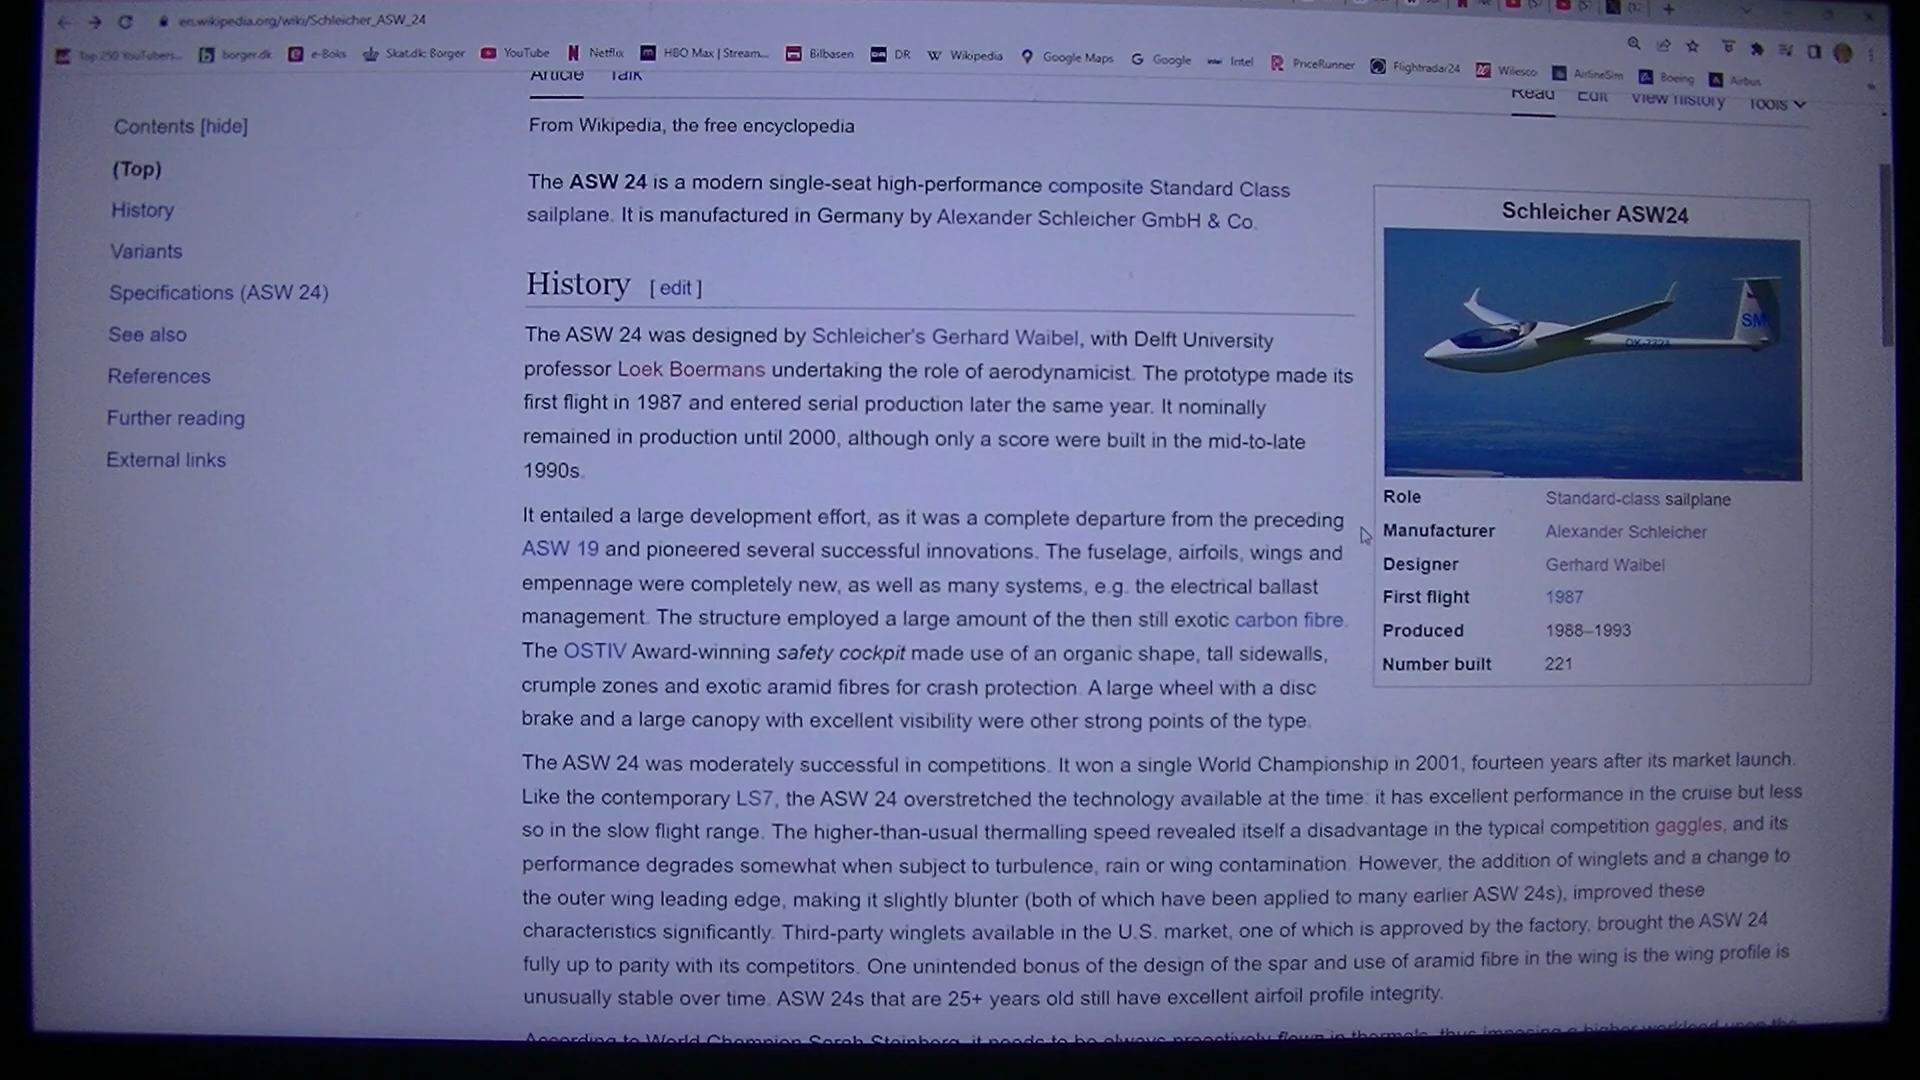 en.wikipedia.org/wiki/Schleicher_ASW_24
Top 250 YouTubers... borger.dk e-Boks Skat.dk: Borger YouTube Netflix HBO Max | Stream... Bilbasen DR Wikipedia Google Maps Google Intel PriceRunner Flightradar24 Wilesco AirlineSim Boeing Airbus
Article Talk
Read Edit View history Tools
From Wikipedia, the free encyclopedia
Contents [hide]
(Top)
History
Variants
Specifications (ASW 24)
See also
References
Further reading
External links
The ASW 24 is a modern single-seat high-performance composite Standard Class
sailplane. It is manufactured in Germany by Alexander Schleicher GmbH & Co.
History [ edit ]
The ASW 24 was designed by Schleicher's Gerhard Waibel, with Delft University
professor Loek Boermans undertaking the role of aerodynamicist. The prototype made its
first flight in 1987 and entered serial production later the same year. It nominally
remained in production until 2000, although only a score were built in the mid-to-late
1990s.
It entailed a large development effort, as it was a complete departure from the preceding
ASW 19 and pioneered several successful innovations. The fuselage, airfoils, wings and
empennage were completely new, as well as many systems, e.g. the electrical ballast
management. The structure employed a large amount of the then still exotic carbon fibre.
The OSTIV Award-winning safety cockpit made use of an organic shape, tall sidewalls,
crumple zones and exotic aramid fibres for crash protection. A large wheel with a disc
brake and a large canopy with excellent visibility were other strong points of the type.
Schleicher ASW24
SM
Role Standard-class sailplane
Manufacturer Alexander Schleicher
Designer Gerhard Waibel
First flight 1987
Produced 1988–1993
Number built 221
The ASW 24 was moderately successful in competitions. It won a single World Championship in 2001, fourteen years after its market launch.
Like the contemporary LS7, the ASW 24 overstretched the technology available at the time: it has excellent performance in the cruise but less
so in the slow flight range. The higher-than-usual thermalling speed revealed itself a disadvantage in the typical competition gaggles, and its
performance degrades somewhat when subject to turbulence, rain or wing contamination. However, the addition of winglets and a change to
the outer wing leading edge, making it slightly blunter (both of which have been applied to many earlier ASW 24s), improved these
characteristics significantly. Third-party winglets available in the U.S. market, one of which is approved by the factory, brought the ASW 24
fully up to parity with its competitors. One unintended bonus of the design of the spar and use of aramid fibre in the wing is the wing profile is
unusually stable over time. ASW 24s that are 25+ years old still have excellent airfoil profile integrity.
According to World Champion Sarah Steinberg, it needs to be always proactively flown in thermals, thus imposing a higher workload upon the